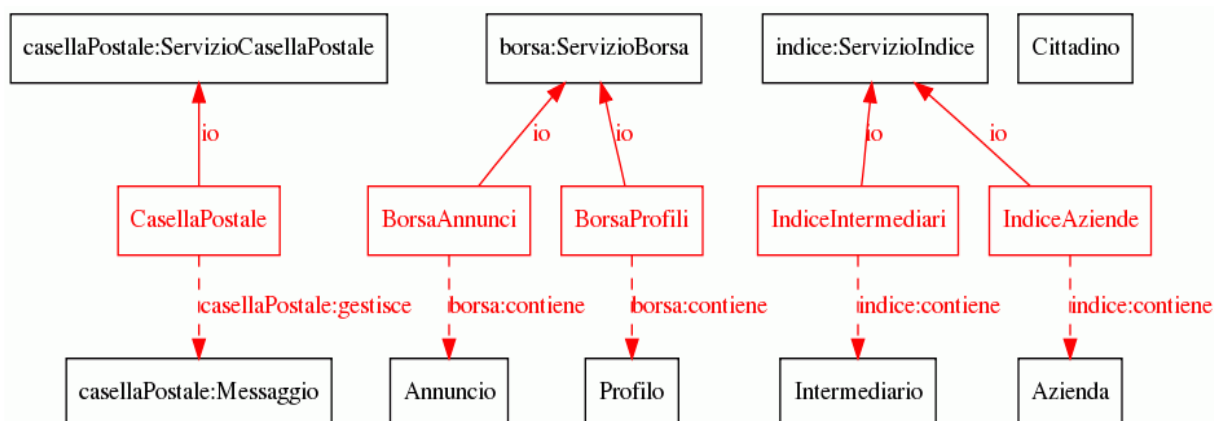 casellaPostale:ServizioCasellaPostale
borsa:ServizioBorsa
indice:ServizioIndice
Cittadino
io
io
io
io
io
CasellaPostale
BorsaAnnunci
BorsaProfili
IndiceIntermediari
IndiceAziende
casellaPostale:gestisce
borsa:contiene
borsa:contiene
indice:contiene
indice:contiene
casellaPostale:Messaggio
Annuncio
Profilo
Intermediario
Azienda